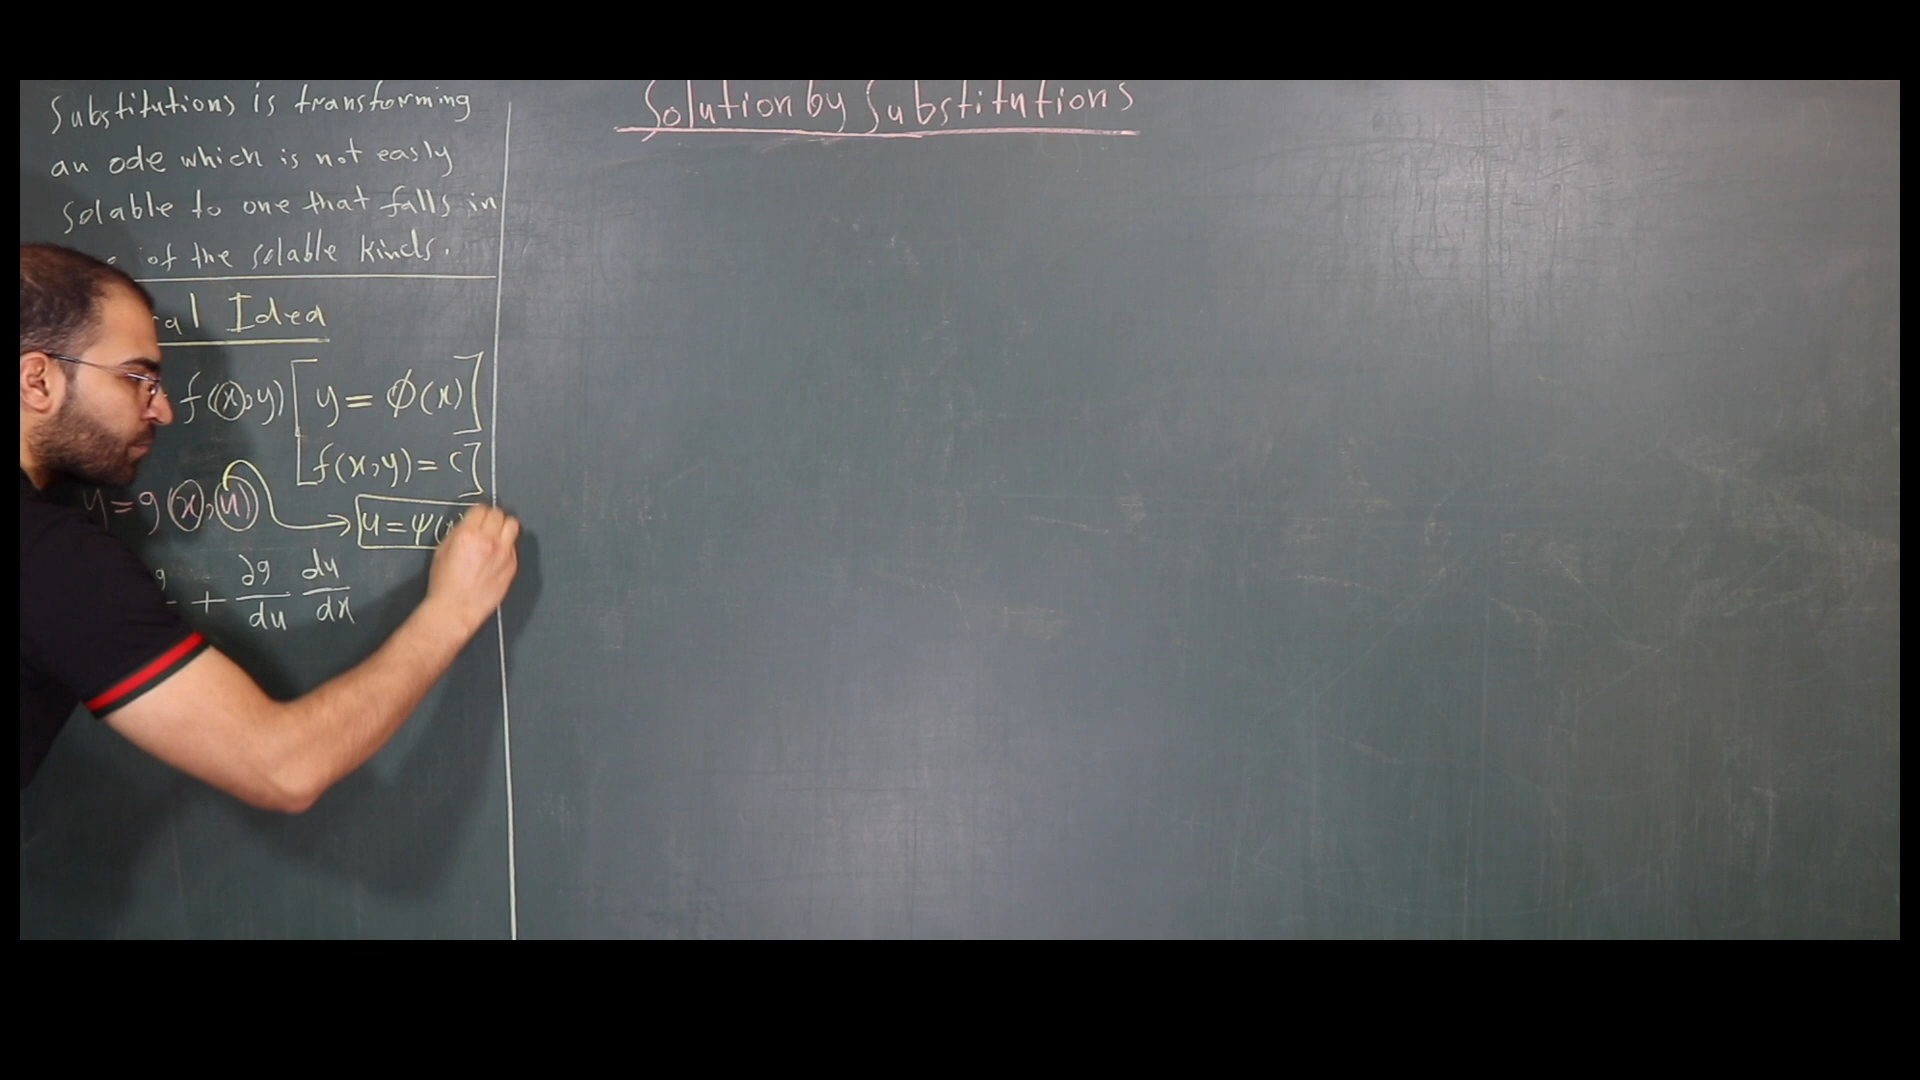 Solution by Substitutions
Substitutions is transforming
an ode which is not easly
Solable to one that falls in
of the solable kinds.
Idea
f(x,y) [y = ϕ(x)]
[f(x,y) = c]
y = g(x,u) → u = ψ(x)
+ ∂g/du du/dx